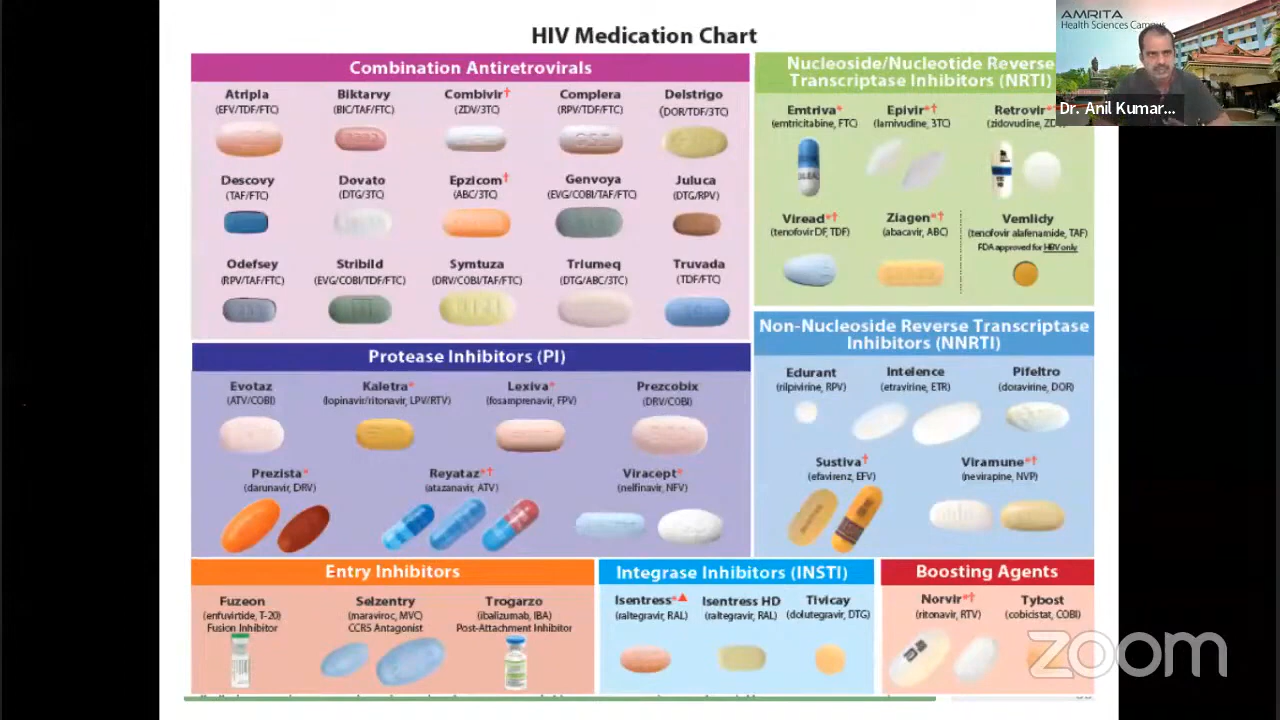 AMRITA
Health Sciences Campus
Dr. Anil Kumar...
HIV Medication Chart
Combination Antiretrovirals
Atripla
(EFV/TDF/FTC)
Biktarvy
(BIC/TAF/FTC)
Combivir†
(ZDV/3TC)
Complera
(RPV/TDF/FTC)
Delstrigo
(DOR/TDF/3TC)
Descovy
(TAF/FTC)
Dovato
(DTG/3TC)
Epzicom†
(ABC/3TC)
Genvoya
(EVG/COBI/TAF/FTC)
Juluca
(DTG/RPV)
Odefsey
(RPV/TAF/FTC)
Stribild
(EVG/COBI/TDF/FTC)
Symtuza
(DRV/COBI/TAF/FTC)
Triumeq
(DTG/ABC/3TC)
Truvada
(TDF/FTC)
Nucleoside/Nucleotide Reverse
Transcriptase Inhibitors (NRTI)
Emtriva*
(emtricitabine, FTC)
Epivir*†
(lamivudine, 3TC)
Retrovir*
(zidovudine,
Viread*†
(tenofovir DF, TDF)
Ziagen*†
(abacavir, ABC)
Vemlidy
(tenofovir alafenamide, TAF)
FDA approved for HBV only
Protease Inhibitors (PI)
Evotaz
(ATV/COBI)
Kaletra*
(lopinavir/ritonavir, LPV/RTV)
Lexiva*
(fosamprenavir, FPV)
Prezcobix
(DRV/COBI)
Prezista*
(darunavir, DRV)
Reyataz*†
(atazanavir, ATV)
Viracept*
(nelfinavir, NFV)
Non-Nucleoside Reverse Transcriptase
Inhibitors (NNRTI)
Edurant
(rilpivirine, RPV)
Intelence
(etravirine, ETR)
Pifeltro
(doravirine, DOR)
Sustiva†
(efavirenz, EFV)
Viramune*†
(nevirapine, NVP)
Entry Inhibitors
Fuzeon
(enfuvirtide, T-20)
Fusion Inhibitor
Selzentry
(maraviroc, MVC)
CCR5 Antagonist
Trogarzo
(ibalizumab, IBA)
Post-Attachment Inhibitor
Integrase Inhibitors (INSTI)
Isentress*▲
(raltegravir, RAL)
Isentress HD
(raltegravir, RAL)
Tivicay
(dolutegravir, DTG)
Boosting Agents
Norvir*†
(ritonavir, RTV)
Tybost
(cobicistat, COBI)
zoom